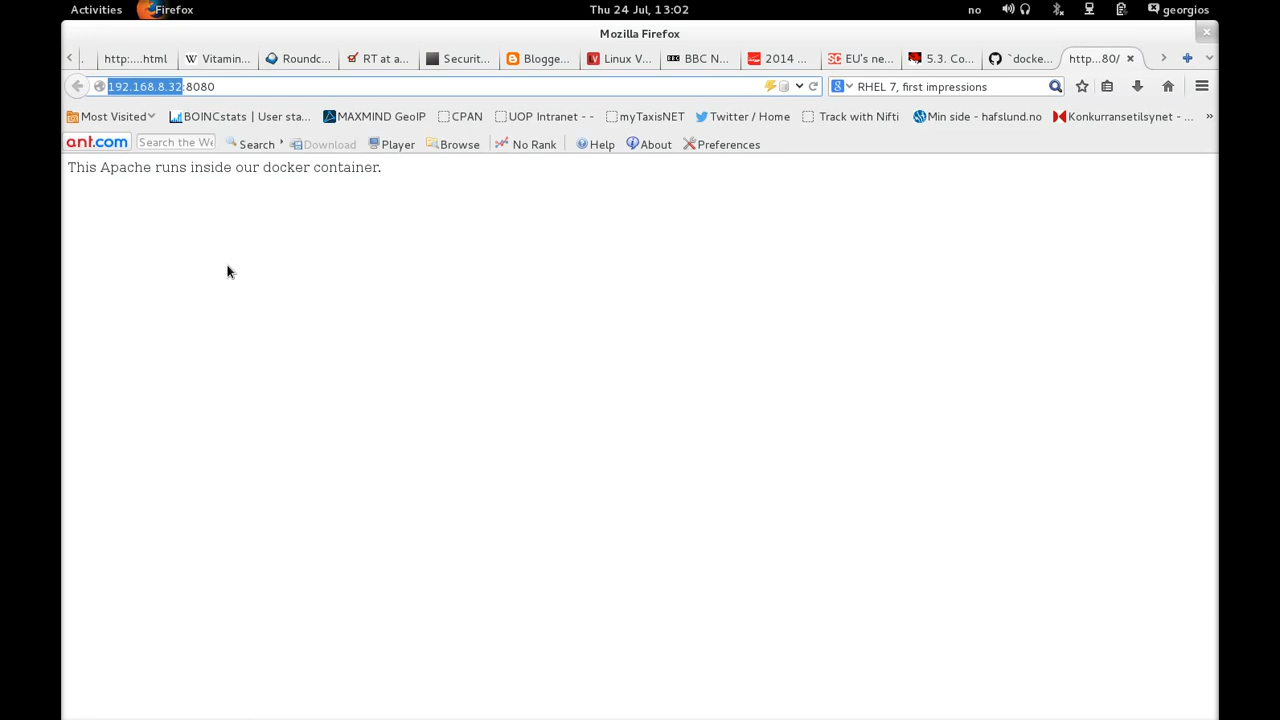 Activities Firefox Thu 24 Jul, 13:02 no georgios
Mozilla Firefox
http:....html Vitamin... Roundc... RT at a... Securit... Blogge... Linux V... BBC N... 2014 ... EU's ne... 5.3. Co... `docke... http...80/
192.168.8.32:8080 RHEL 7, first impressions
Most Visited BOINCstats | User sta... MAXMIND GeoIP CPAN UOP Intranet - - myTaxisNET Twitter / Home Track with Nifti Min side - hafslund.no Konkurransetilsynet - ... »
ant.com Search the We Search Download Player Browse No Rank Help About Preferences
This Apache runs inside our docker container.